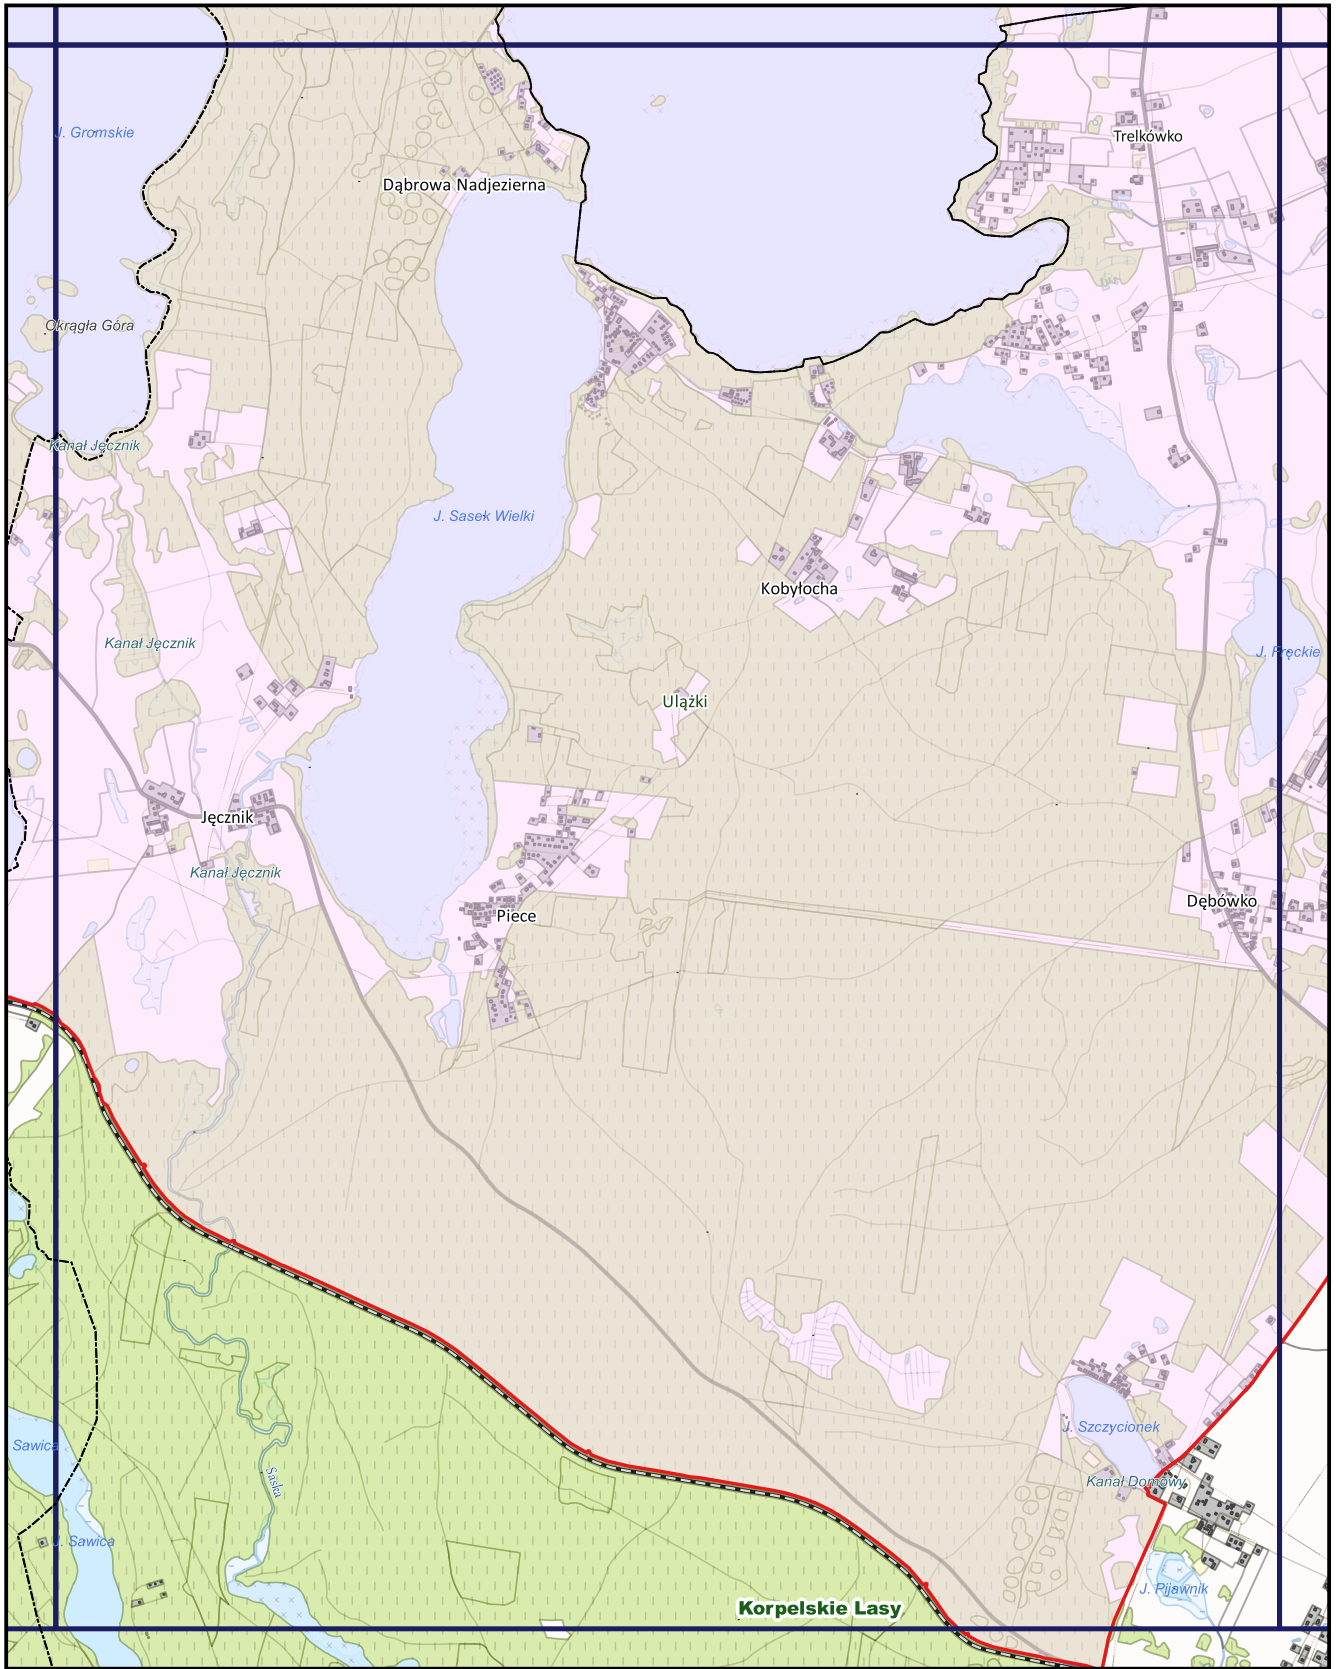 J. Gromskie
Trelkówko
Dąbrowa Nadjezierna
Okrągła Góra
Kanał Jęcznik
J. Sasek Wielki
Kobyłocha
Kanał Jęcznik
J. Pręckie
Ulążki
Jęcznik
Kanał Jęcznik
Dębówko
Piece
J. Szczycionek
Sawica
Saska
Kanał Domowy
J. Sawica
J. Pijawnik
Korpelskie Lasy